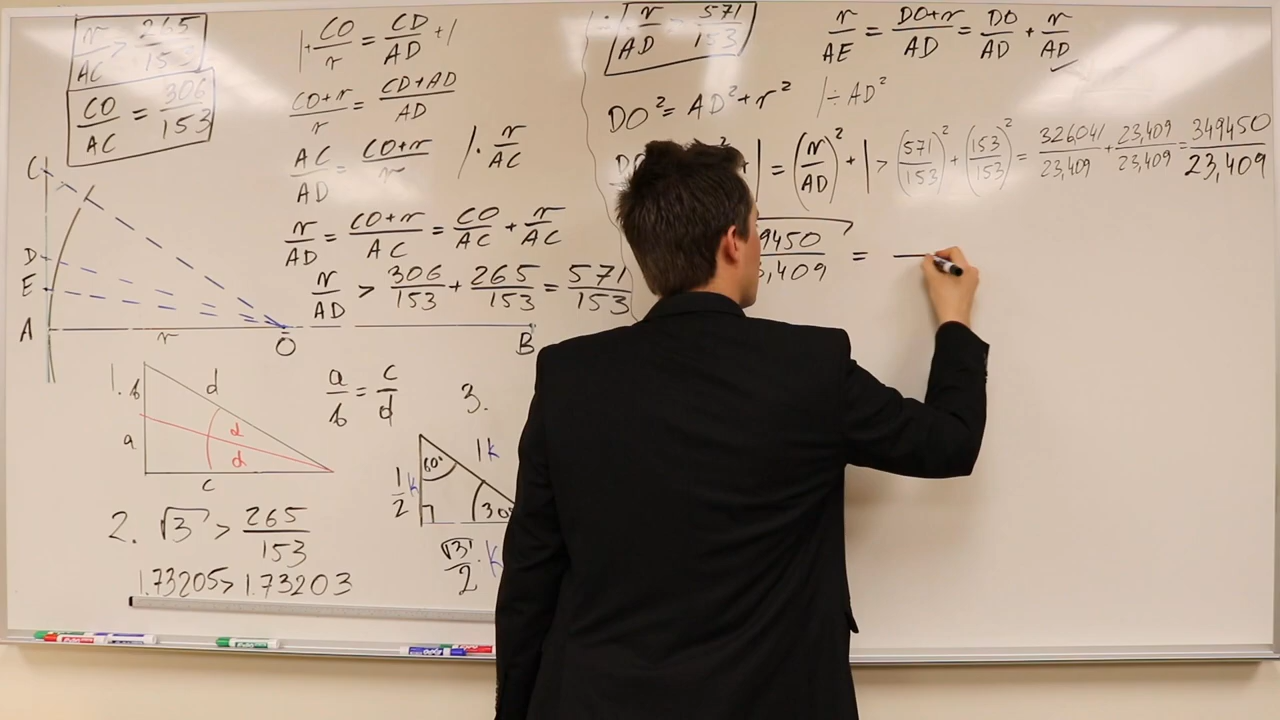 r/AC > 265/153
CO/AC = 306/153
1 + CO/r = CD/AD + 1
CO+r/r = CD+AD/AD
AC/AD = CO+r/r | · r/AC
r/AD = CO+r/AC = CO/AC + r/AC
r/AD > 306/153 + 265/153 = 571/153
C
D
E
A
r
O
B
1.
b
d
a
α
α
c
a/b = c/d
2. √3 > 265/153
1.73205 > 1.73203
3.
60°
1k
1/2 k
30°
√3/2 · k
∴ r/AD > 571/153
r/AE = DO+r/AD = DO/AD + r/AD ✓
DO² = AD² + r² | ÷ AD²
1 = (r/AD)² + 1 > (571/153)² + (153/153)² = 326041/23,409 + 23,409/23,409 = 349450/23,409
9450/,409 =